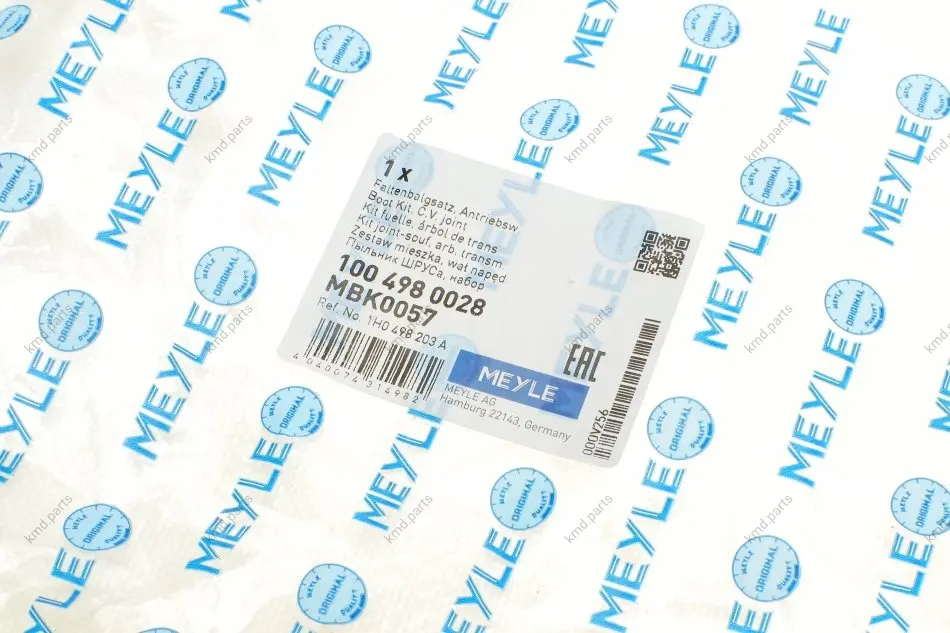 1 x
Faltenbalgsatz, Antriebsw
Boot Kit, C.V. joint
Kit fuelle, árbol de trans
Kit joint-souf, arb. transm
Zestaw mieszka, wał napęd
Пыльник ШРУСа, набор
100 498 0028
MBK0057
Ref. No. 1H0 498 203 A
4 040074 314982
EAC
MEYLE
MEYLE AG
Hamburg 22143, Germany
000V256
MEYLE
MEYLE ORIGINAL QUALITY
kmd.parts